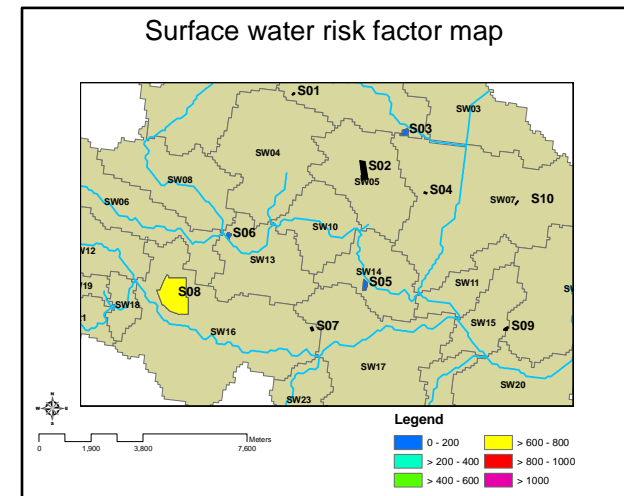 Surface water risk factor map
S01
SW03
S03
SW04
S02
SW05
SW08
S04
SW07
S10
SW06
SW10
S06
W12
SW13
SW14
SW11
S05
S08
19
SW18
SW15
S09
S07
SW16
SW17
SW20
SW23
N
W E
S
Legend
Meters
0 1,900 3,800 7,600
0 - 200
> 200 - 400
> 400 - 600
> 600 - 800
> 800 - 1000
> 1000